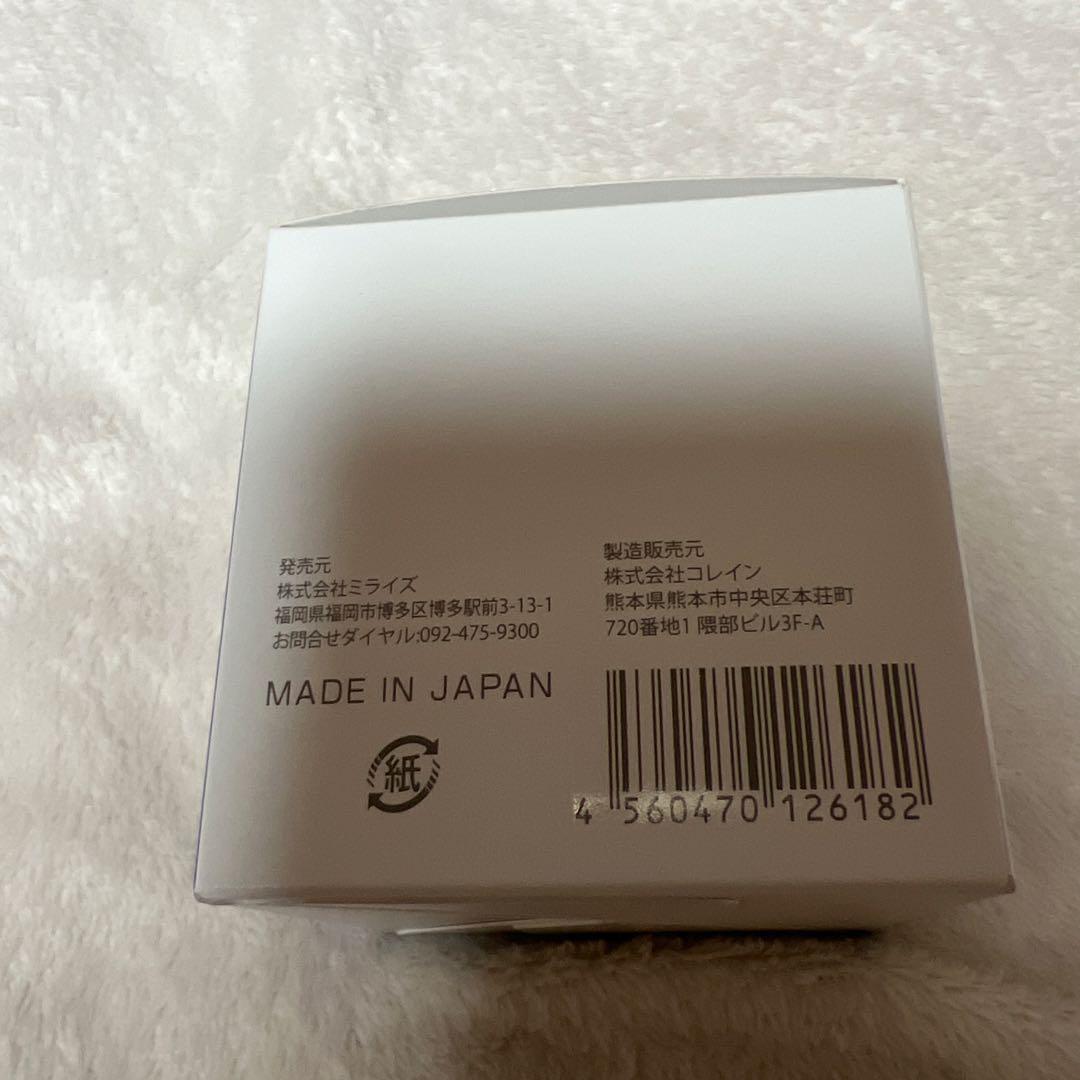 発売元
株式会社ミライズ
福岡県福岡市博多区博多駅前3-13-1
お問合せダイヤル:092-475-9300
MADE IN JAPAN
紙
製造販売元
株式会社コレイン
熊本県熊本市中央区本荘町
720番地1 隈部ビル3F-A
4 560470 126182